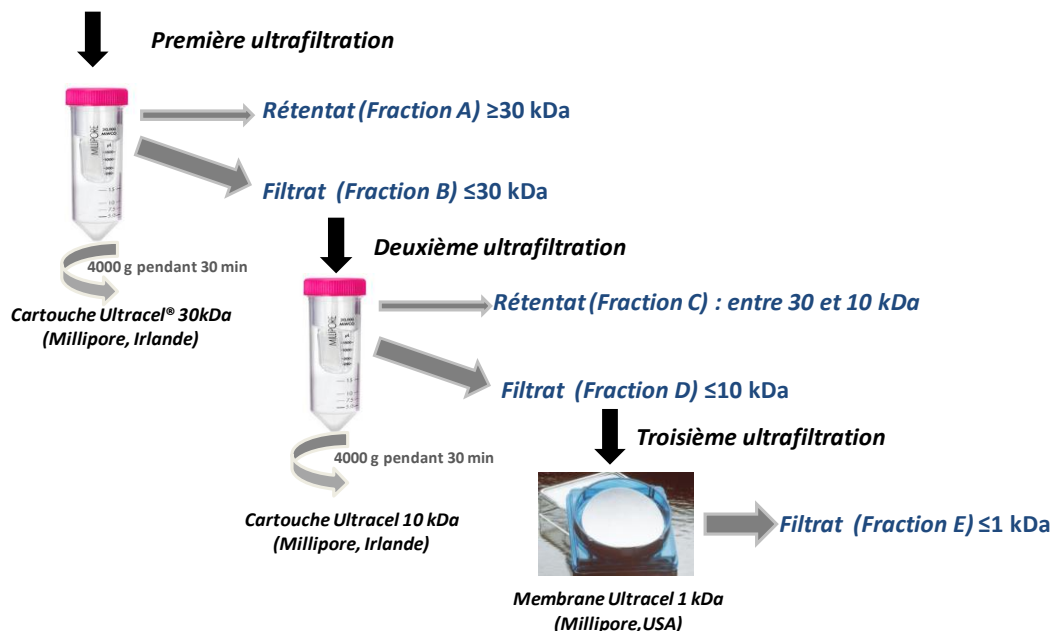 Première ultrafiltration
Rétentat (Fraction A) ≥30 kDa
Filtrat (Fraction B) ≤30 kDa
4000 g pendant 30 min
Cartouche Ultracel® 30kDa
(Millipore, Irlande)
Deuxième ultrafiltration
Rétentat (Fraction C) : entre 30 et 10 kDa
Filtrat (Fraction D) ≤10 kDa
4000 g pendant 30 min
Cartouche Ultracel 10 kDa
(Millipore, Irlande)
Troisième ultrafiltration
Filtrat (Fraction E) ≤1 kDa
Membrane Ultracel 1 kDa
(Millipore,USA)
MILLIPORE
MILLIPORE